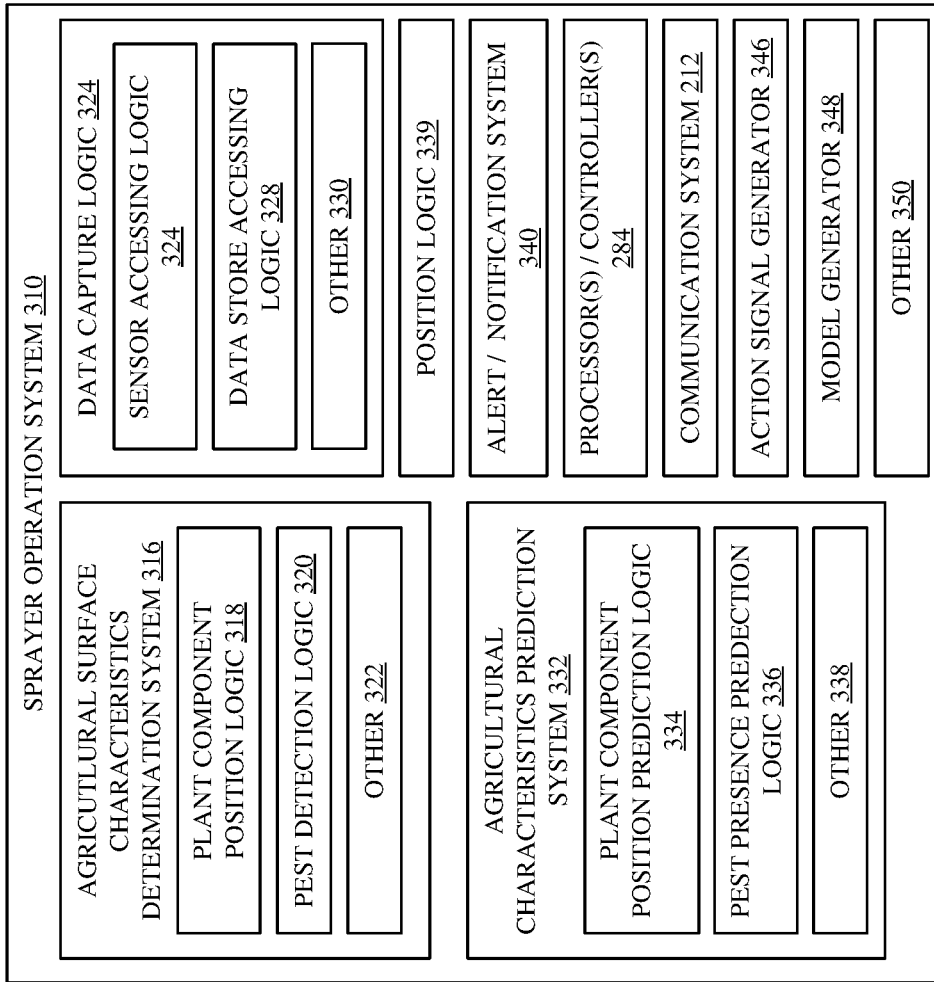 SPRAYER OPERATION SYSTEM 310
AGRICUTLURAL SURFACE
CHARACTERISTICS
DETERMINATION SYSTEM 316
PLANT COMPONENT
POSITION LOGIC 318
PEST DETECTION LOGIC 320
OTHER 322
AGRICULTURAL
CHARACTERISTICS PREDICTION
SYSTEM 332
PLANT COMPONENT
POSITION PREDICTION LOGIC
334
PEST PRESENCE PREDECTION
LOGIC 336
OTHER 338
DATA CAPTURE LOGIC 324
SENSOR ACCESSING LOGIC
324
DATA STORE ACCESSING
LOGIC 328
OTHER 330
POSITION LOGIC 339
ALERT / NOTIFICATION SYSTEM
340
PROCESSOR(S) / CONTROLLER(S)
284
COMMUNICATION SYSTEM 212
ACTION SIGNAL GENERATOR 346
MODEL GENERATOR 348
OTHER 350